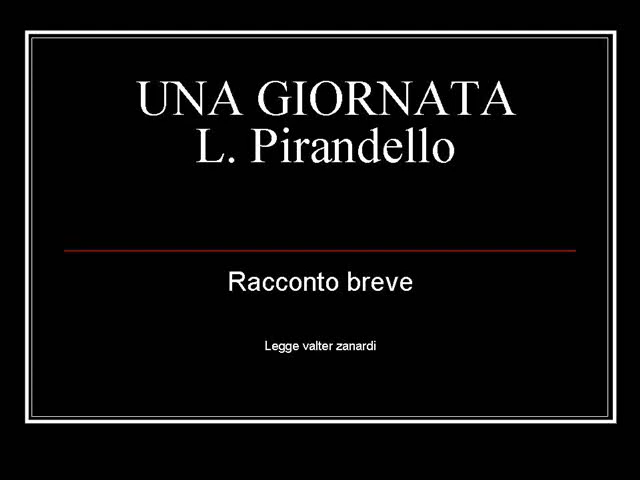 UNA GIORNATA
L. Pirandello
Racconto breve
Legge valter zanardi